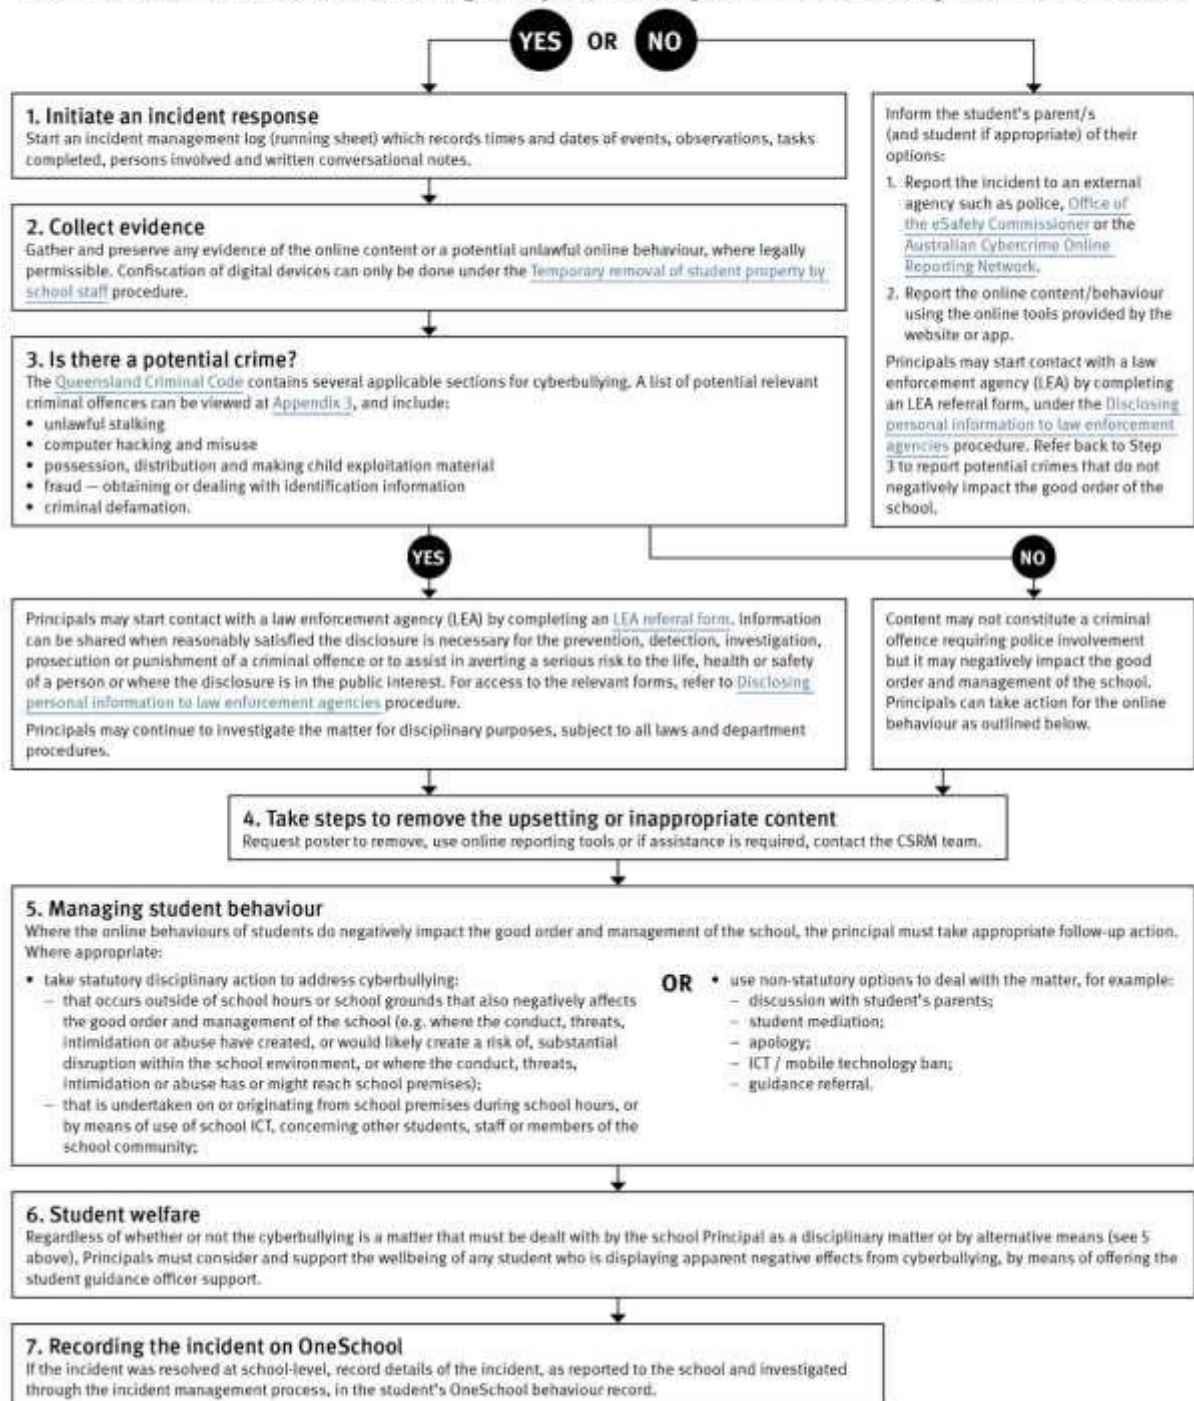 YES OR NO
1. Initiate an incident response
Start an incident management log (running sheet) which records times and dates of events, observations, tasks
completed, persons involved and written conversational notes.
2. Collect evidence
Gather and preserve any evidence of the online content or a potential unlawful online behaviour, where legally
permissible. Confiscation of digital devices can only be done under the Temporary removal of student property by
school staff procedure.
3. Is there a potential crime?
The Queensland Criminal Code contains several applicable sections for cyberbullying. A list of potential relevant
criminal offences can be viewed at Appendix 3, and include:
• unlawful stalking
• computer hacking and misuse
• possession, distribution and making child exploitation material
• fraud — obtaining or dealing with identification information
• criminal defamation.
Inform the student's parent/s
(and student if appropriate) of their
options:
1. Report the incident to an external
agency such as police, Office of
the eSafety Commissioner or the
Australian Cybercrime Online
Reporting Network.
2. Report the online content/behaviour
using the online tools provided by the
website or app.
Principals may start contact with a law
enforcement agency (LEA) by completing
an LEA referral form, under the Disclosing
personal information to law enforcement
agencies procedure. Refer back to Step
3 to report potential crimes that do not
negatively impact the good order of the
school.
YES
NO
Principals may start contact with a law enforcement agency (LEA) by completing an LEA referral form. Information
can be shared when reasonably satisfied the disclosure is necessary for the prevention, detection, investigation,
prosecution or punishment of a criminal offence or to assist in averting a serious risk to the life, health or safety
of a person or where the disclosure is in the public interest. For access to the relevant forms, refer to Disclosing
personal information to law enforcement agencies procedure.
Principals may continue to investigate the matter for disciplinary purposes, subject to all laws and department
procedures.
Content may not constitute a criminal
offence requiring police involvement
but it may negatively impact the good
order and management of the school.
Principals can take action for the online
behaviour as outlined below.
4. Take steps to remove the upsetting or inappropriate content
Request poster to remove, use online reporting tools or if assistance is required, contact the CSRM team.
5. Managing student behaviour
Where the online behaviours of students do negatively impact the good order and management of the school, the principal must take appropriate follow-up action.
Where appropriate:
• take statutory disciplinary action to address cyberbullying:
– that occurs outside of school hours or school grounds that also negatively affects
the good order and management of the school (e.g. where the conduct, threats,
intimidation or abuse have created, or would likely create a risk of, substantial
disruption within the school environment, or where the conduct, threats,
intimidation or abuse has or might reach school premises);
– that is undertaken on or originating from school premises during school hours, or
by means of use of school ICT, concerning other students, staff or members of the
school community;
OR
• use non-statutory options to deal with the matter, for example:
– discussion with student's parents;
– student mediation;
– apology;
– ICT / mobile technology ban;
– guidance referral.
6. Student welfare
Regardless of whether or not the cyberbullying is a matter that must be dealt with by the school Principal as a disciplinary matter or by alternative means (see 5
above), Principals must consider and support the wellbeing of any student who is displaying apparent negative effects from cyberbullying, by means of offering the
student guidance officer support.
7. Recording the incident on OneSchool
If the incident was resolved at school-level, record details of the incident, as reported to the school and investigated
through the incident management process, in the student's OneSchool behaviour record.